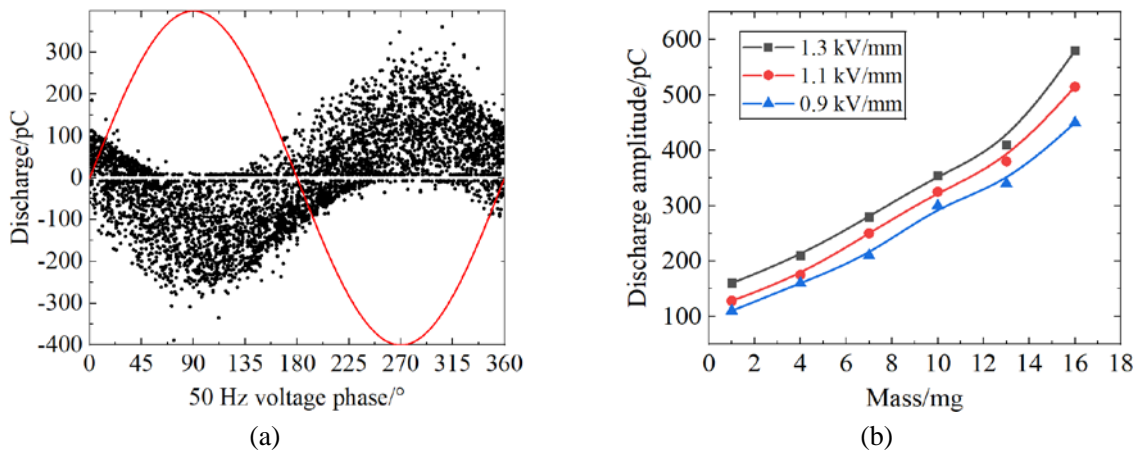 Discharge/pC
300
200
100
0
-100
-200
-300
-400
0 45 90 135 180 225 270 315 360
50 Hz voltage phase/°
(a)
Discharge amplitude/pC
600
500
400
300
200
100
1.3 kV/mm
1.1 kV/mm
0.9 kV/mm
0 2 4 6 8 10 12 14 16 18
Mass/mg
(b)